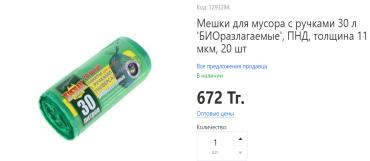 Код: 1293284
Мешки для мусора с ручками 30 л
'БИОразлагаемые', ПНД, толщина 11
мкм, 20 шт
Все предложения продавца
В наличии
672 Тг.
Оптовые цены
Количество:
1
шт.
30